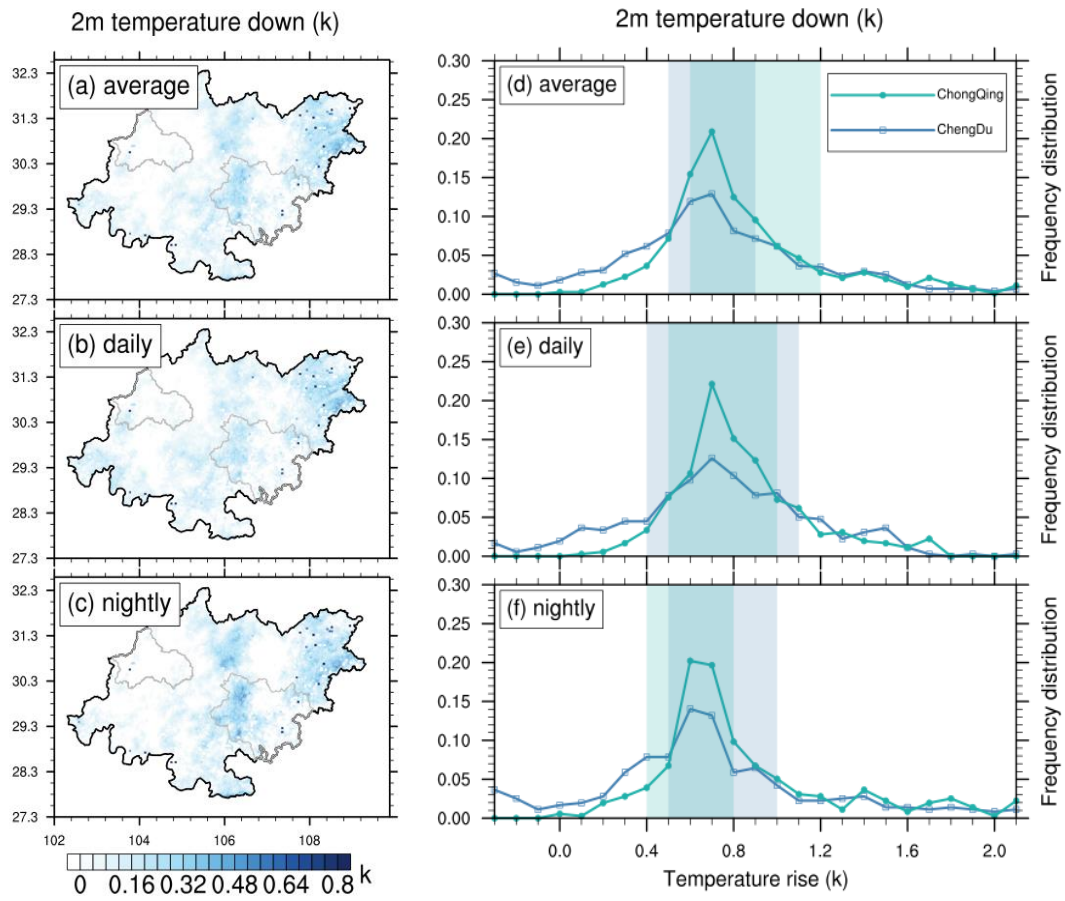 2m temperature down (k)
(a) average
32.3
31.3
30.3
29.3
28.3
27.3
(b) daily
32.3
31.3
30.3
29.3
28.3
27.3
(c) nightly
32.3
31.3
30.3
29.3
28.3
27.3
102 104 106 108
0 0.16 0.32 0.48 0.64 0.8 k
2m temperature down (k)
(d) average
ChongQing
ChengDu
0.30
0.25
0.20
0.15
0.10
0.05
0.00
Frequency distribution
(e) daily
0.30
0.25
0.20
0.15
0.10
0.05
0.00
Frequency distribution
(f) nightly
0.30
0.25
0.20
0.15
0.10
0.05
0.00
Frequency distribution
0.0 0.4 0.8 1.2 1.6 2.0
Temperature rise (k)